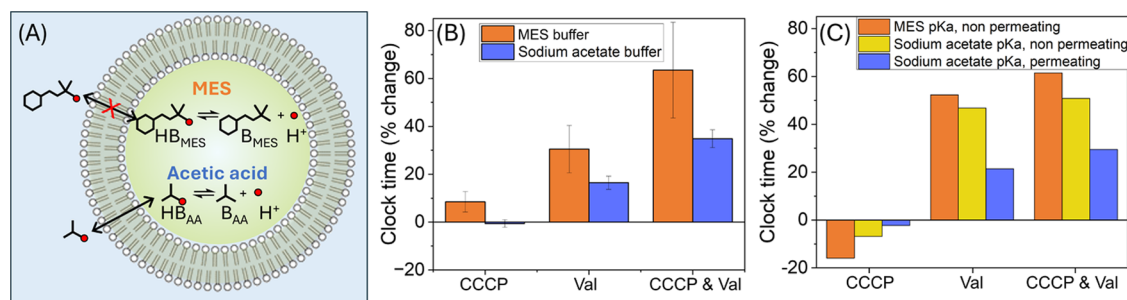 (A)
MES
HB_MES ⇌ B_MES + H⁺
Acetic acid
HB_AA ⇌ B_AA + H⁺
(B)
MES buffer
Sodium acetate buffer
Clock time (% change)
80
60
40
20
0
−20
CCCP
Val
CCCP & Val
(C)
MES pKa, non permeating
Sodium acetate pKa, non permeating
Sodium acetate pKa, permeating
Clock time (% change)
80
60
40
20
0
-20
CCCP
Val
CCCP & Val